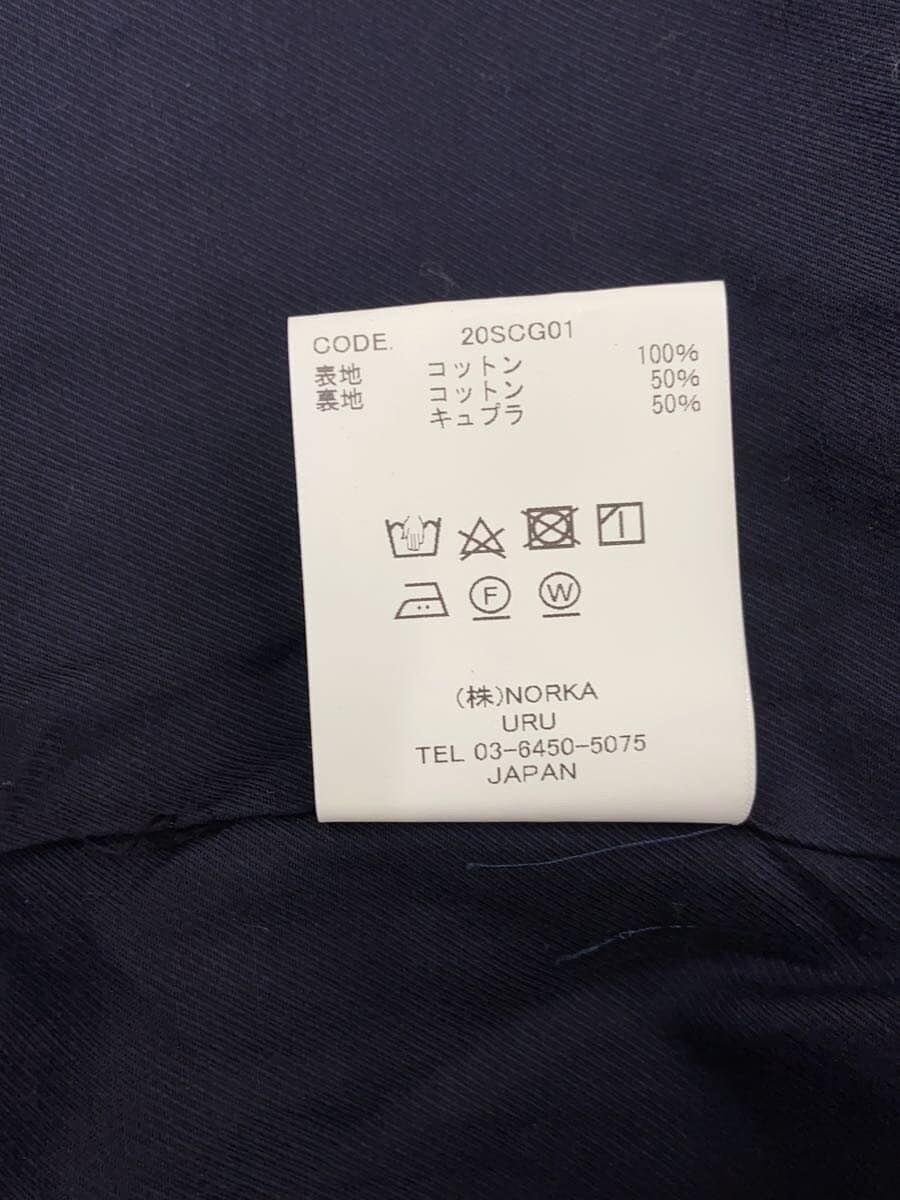 CODE. 20SCG01
表地 コットン 100%
裏地 コットン 50%
キュプラ 50%
F W
(株)NORKA
URU
TEL 03-6450-5075
JAPAN